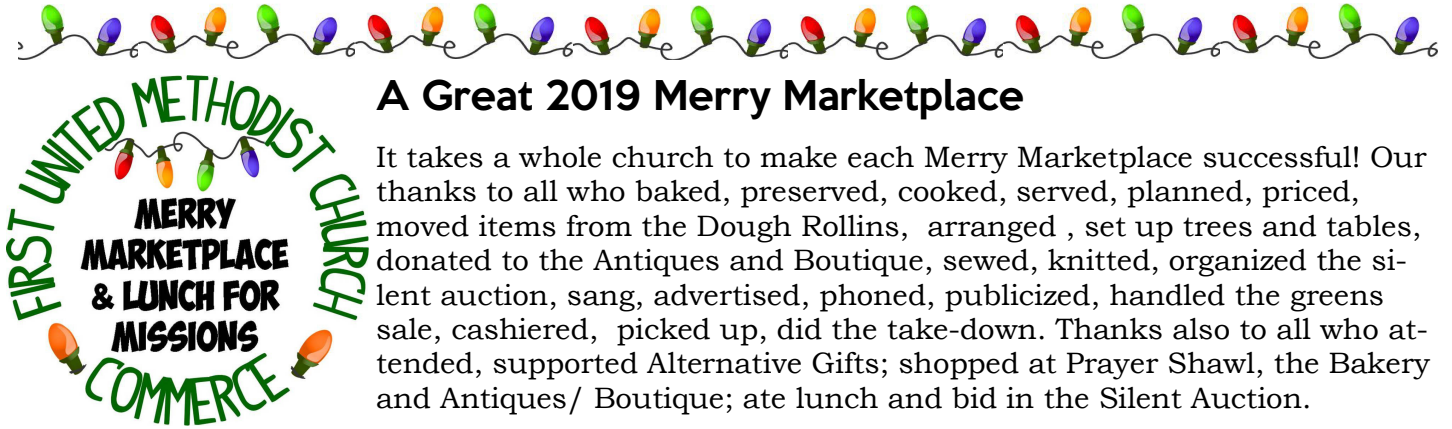 FIRST UNITED METHODIST CHURCH
MERRY
MARKETPLACE
& LUNCH FOR
MISSIONS
COMMERCE
A Great 2019 Merry Marketplace
It takes a whole church to make each Merry Marketplace successful! Our
thanks to all who baked, preserved, cooked, served, planned, priced,
moved items from the Dough Rollins,  arranged , set up trees and tables,
donated to the Antiques and Boutique, sewed, knitted, organized the si-
lent auction, sang, advertised, phoned, publicized, handled the greens
sale, cashiered,  picked up, did the take-down. Thanks also to all who at-
tended, supported Alternative Gifts; shopped at Prayer Shawl, the Bakery
and Antiques/ Boutique; ate lunch and bid in the Silent Auction.